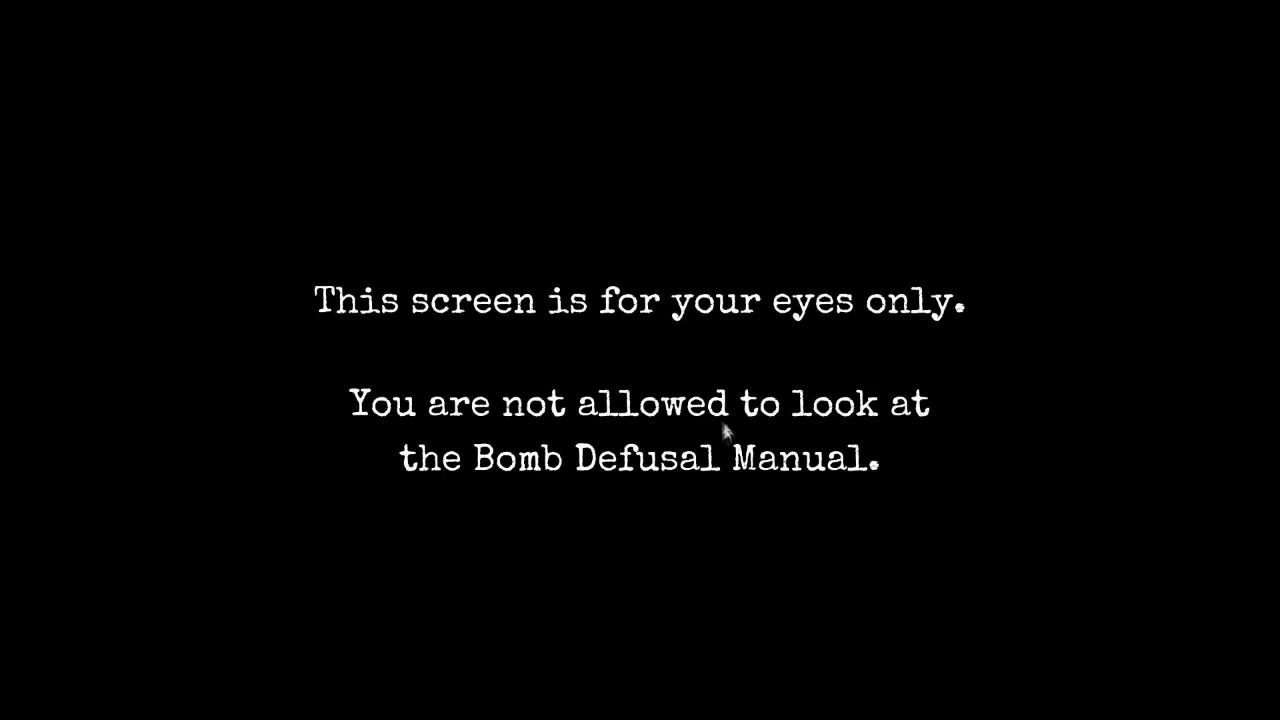 This screen is for your eyes only.
You are not allowed to look at
the Bomb Defusal Manual.